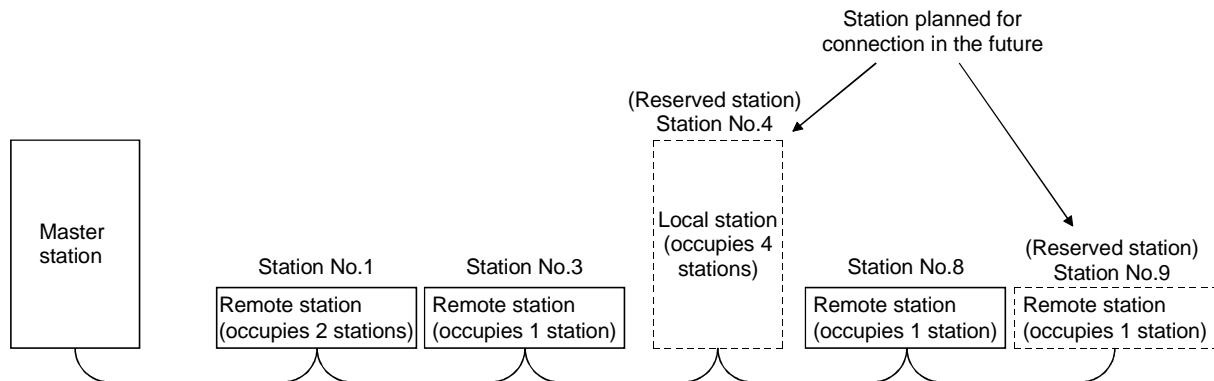 Station planned for
connection in the future
(Reserved station)
Station No.4
Master
station
Station No.1
Remote station
(occupies 2 stations)
Station No.3
Remote station
(occupies 1 station)
Local station
(occupies 4
stations)
Station No.8
Remote station
(occupies 1 station)
(Reserved station)
Station No.9
Remote station
(occupies 1 station)